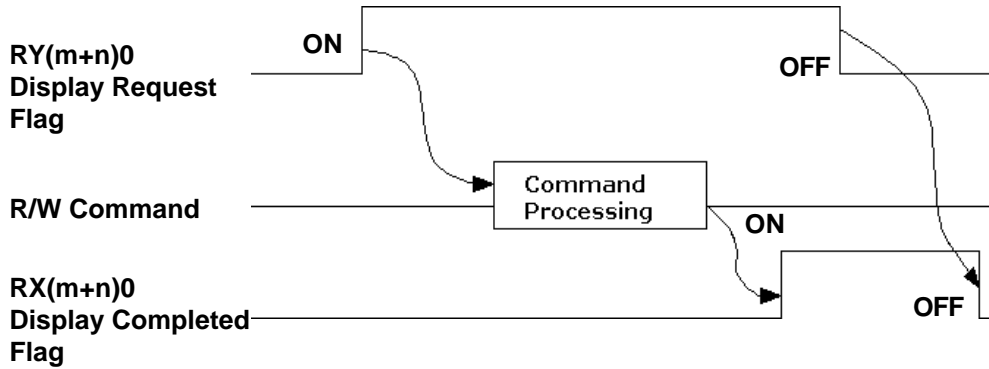 RY(m+n)0
Display Request
Flag
ON
OFF
R/W Command
Command
Processing
ON
RX(m+n)0
Display Completed
Flag
OFF